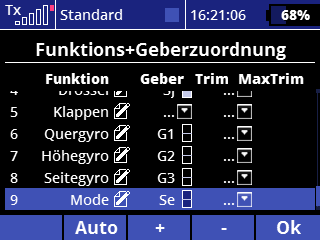 Tx Standard 16:21:06 68%
Funktions+Geberzuordnung
Funktion Geber Trim MaxTrim
4 Drossel Sj ...
5 Klappen ... ...
6 Quergyro G1 ...
7 Höhegyro G2 ...
8 Seitegyro G3 ...
9 Mode Se ...
Auto + - Ok